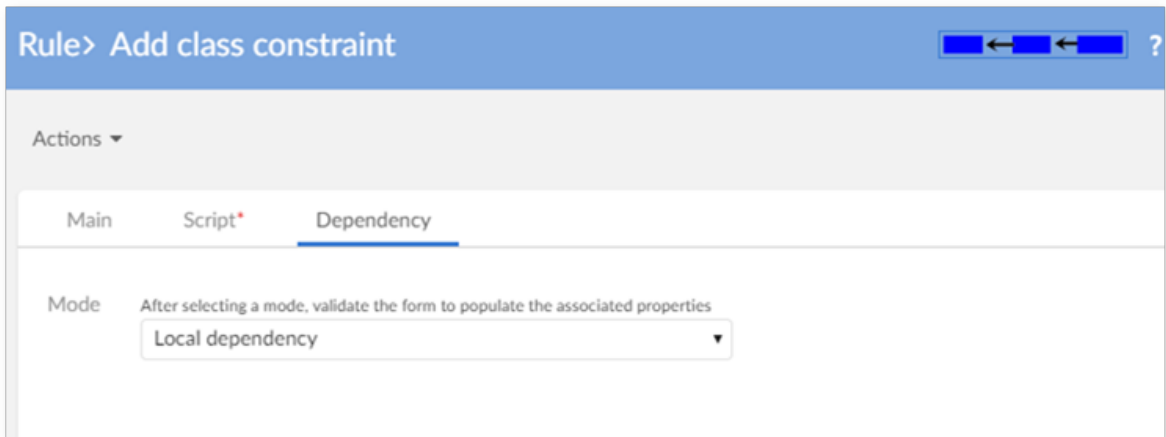 Rule> Add class constraint
?
Actions
Main Script* Dependency
Mode After selecting a mode, validate the form to populate the associated properties
Local dependency